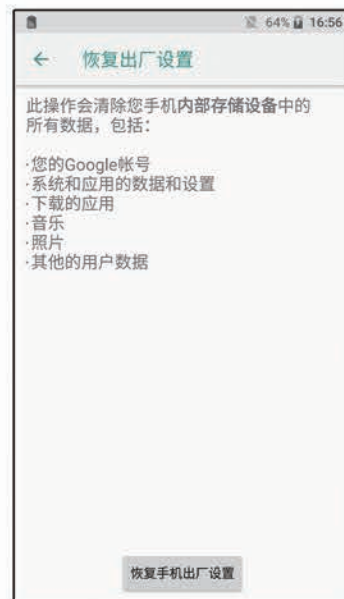 64% 16:56
← 恢复出厂设置
此操作会清除您手机内部存储设备中的
所有数据，包括：
·您的Google帐号
·系统和应用的数据和设置
·下载的应用
·音乐
·照片
·其他的用户数据
恢复手机出厂设置